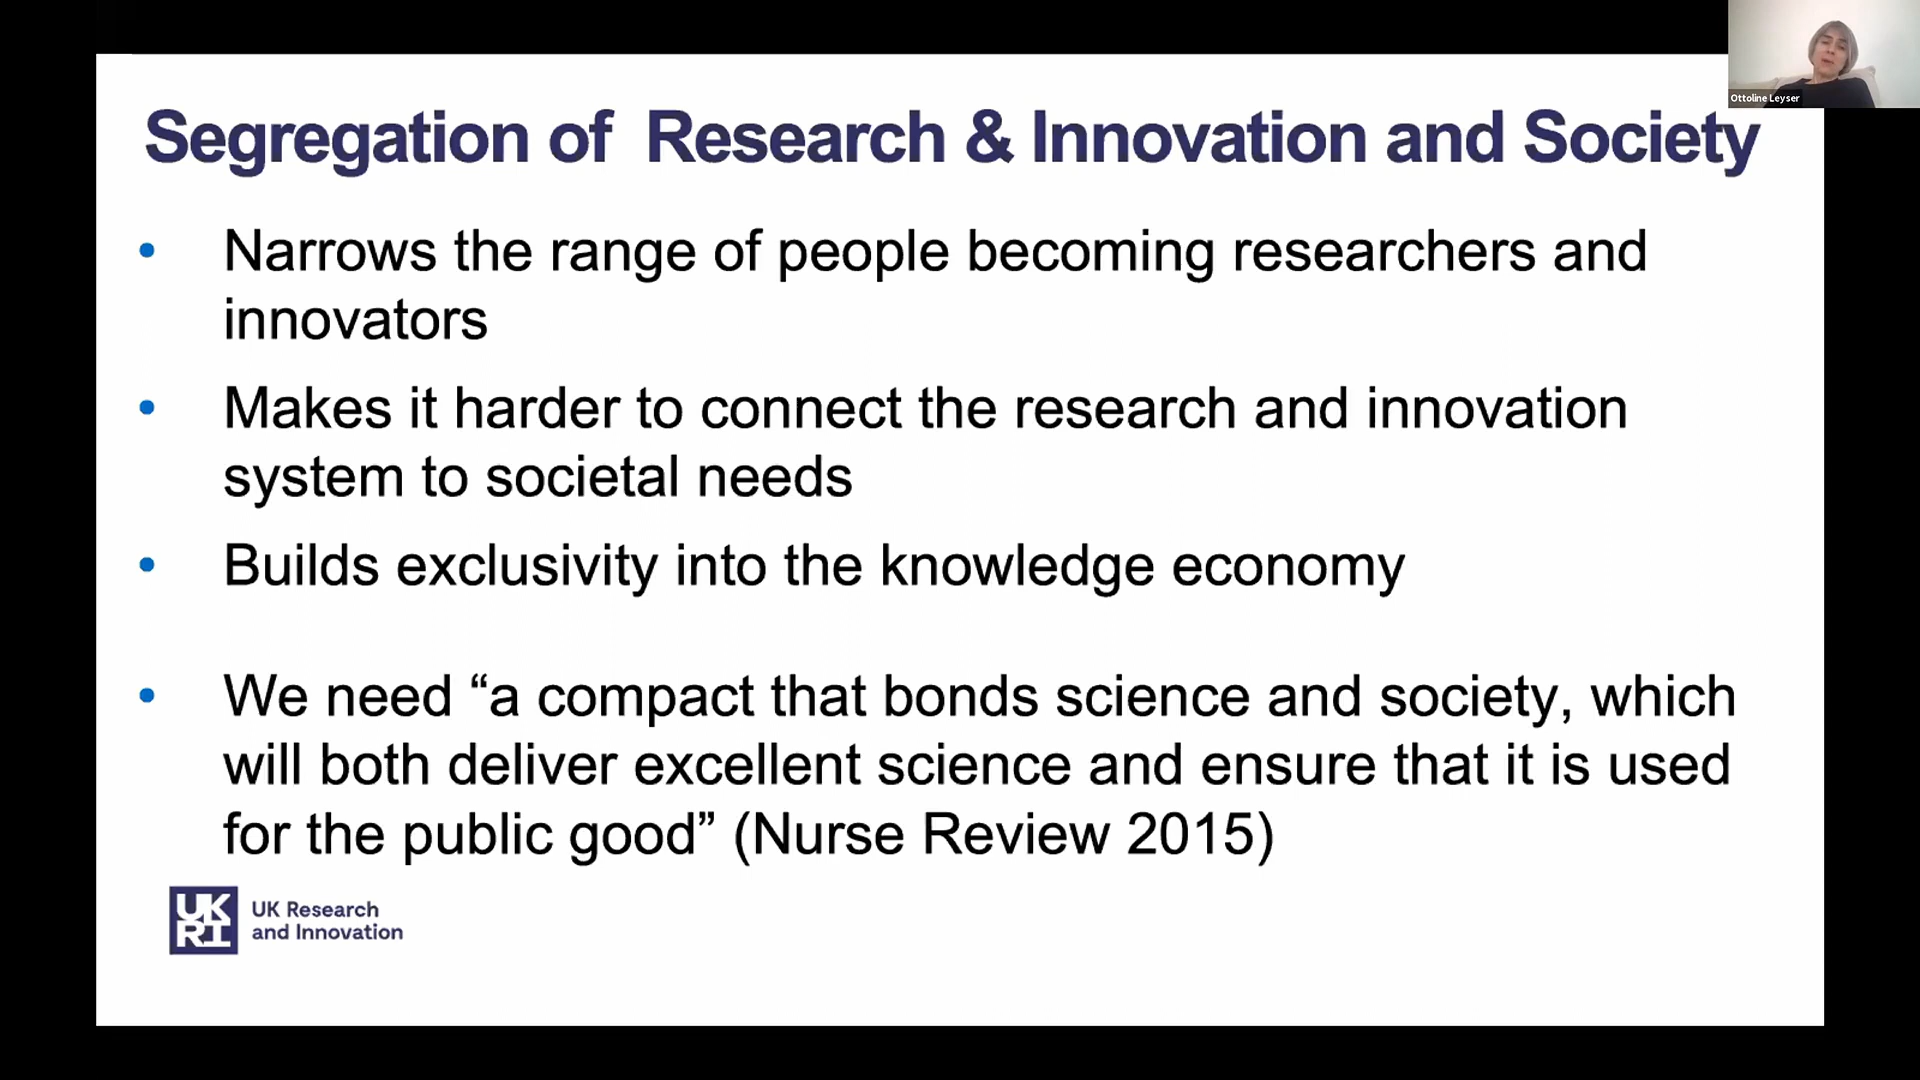 Ottoline Leyser
Segregation of  Research & Innovation and Society
• Narrows the range of people becoming researchers and
innovators
• Makes it harder to connect the research and innovation
system to societal needs
• Builds exclusivity into the knowledge economy
• We need “a compact that bonds science and society, which
will both deliver excellent science and ensure that it is used
for the public good” (Nurse Review 2015)
UK
RI
UK Research
and Innovation